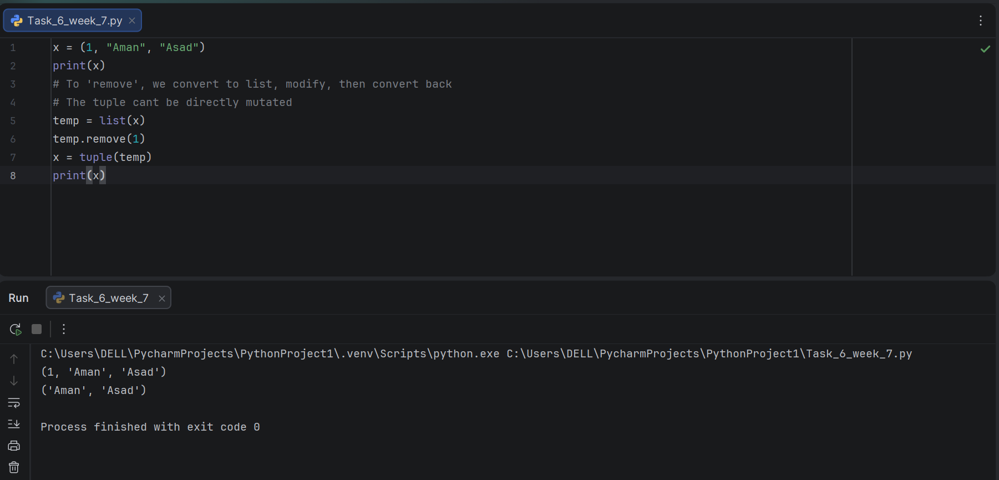 Task_6_week_7.py
1 x = (1, "Aman", "Asad")
2 print(x)
3 # To 'remove', we convert to list, modify, then convert back
4 # The tuple cant be directly mutated
5 temp = list(x)
6 temp.remove(1)
7 x = tuple(temp)
8 print(x)
Run Task_6_week_7
C:\Users\DELL\PycharmProjects\PythonProject1\.venv\Scripts\python.exe C:\Users\DELL\PycharmProjects\PythonProject1\Task_6_week_7.py
(1, 'Aman', 'Asad')
('Aman', 'Asad')
Process finished with exit code 0